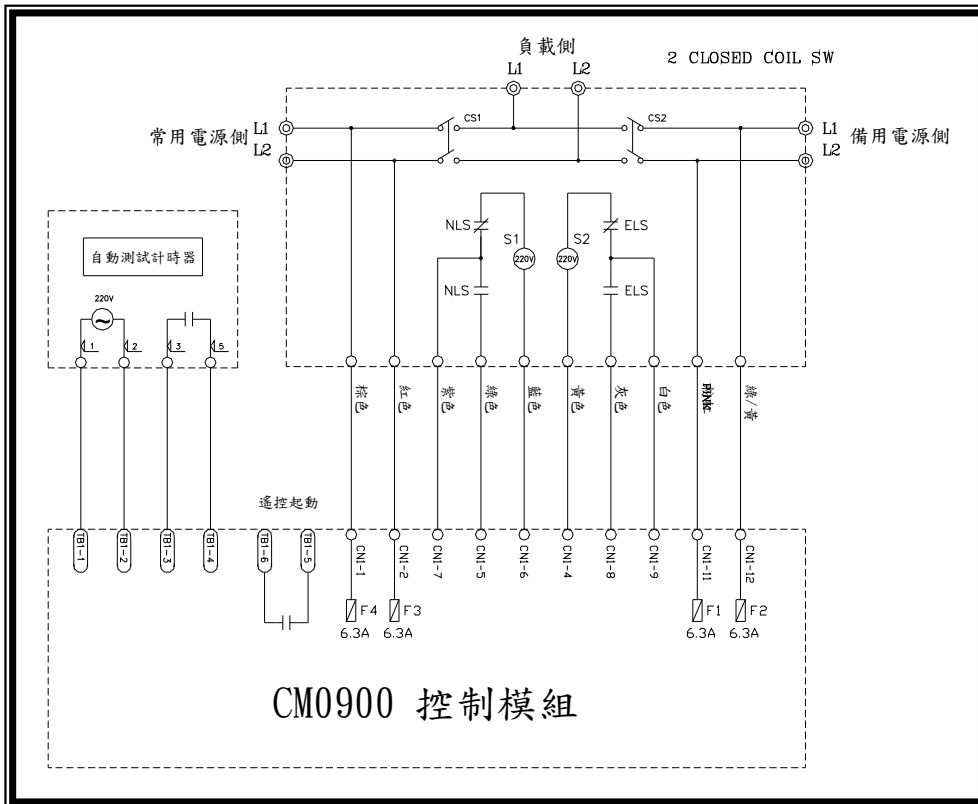 負載側
2 CLOSED COIL SW
L1 L2
常用電源側 L1
L2
CS1
CS2
L1 備用電源側
L2
NLS
S1
S2
ELS
220V
220V
NLS
ELS
自動測試計時器
220V
1
2
3
5
棕色
紅色
紫色
綠色
藍色
黃色
灰色
白色
綠/黃
遙控起動
TB1-1
TB1-2
TB1-3
TB1-4
TB1-6
TB1-5
CN1-1
CN1-2
CN1-7
CN1-5
CN1-6
CN1-4
CN1-8
CN1-9
CN1-11
CN1-12
F4
F3
F1
F2
6.3A
6.3A
6.3A
6.3A
CM0900 控制模組